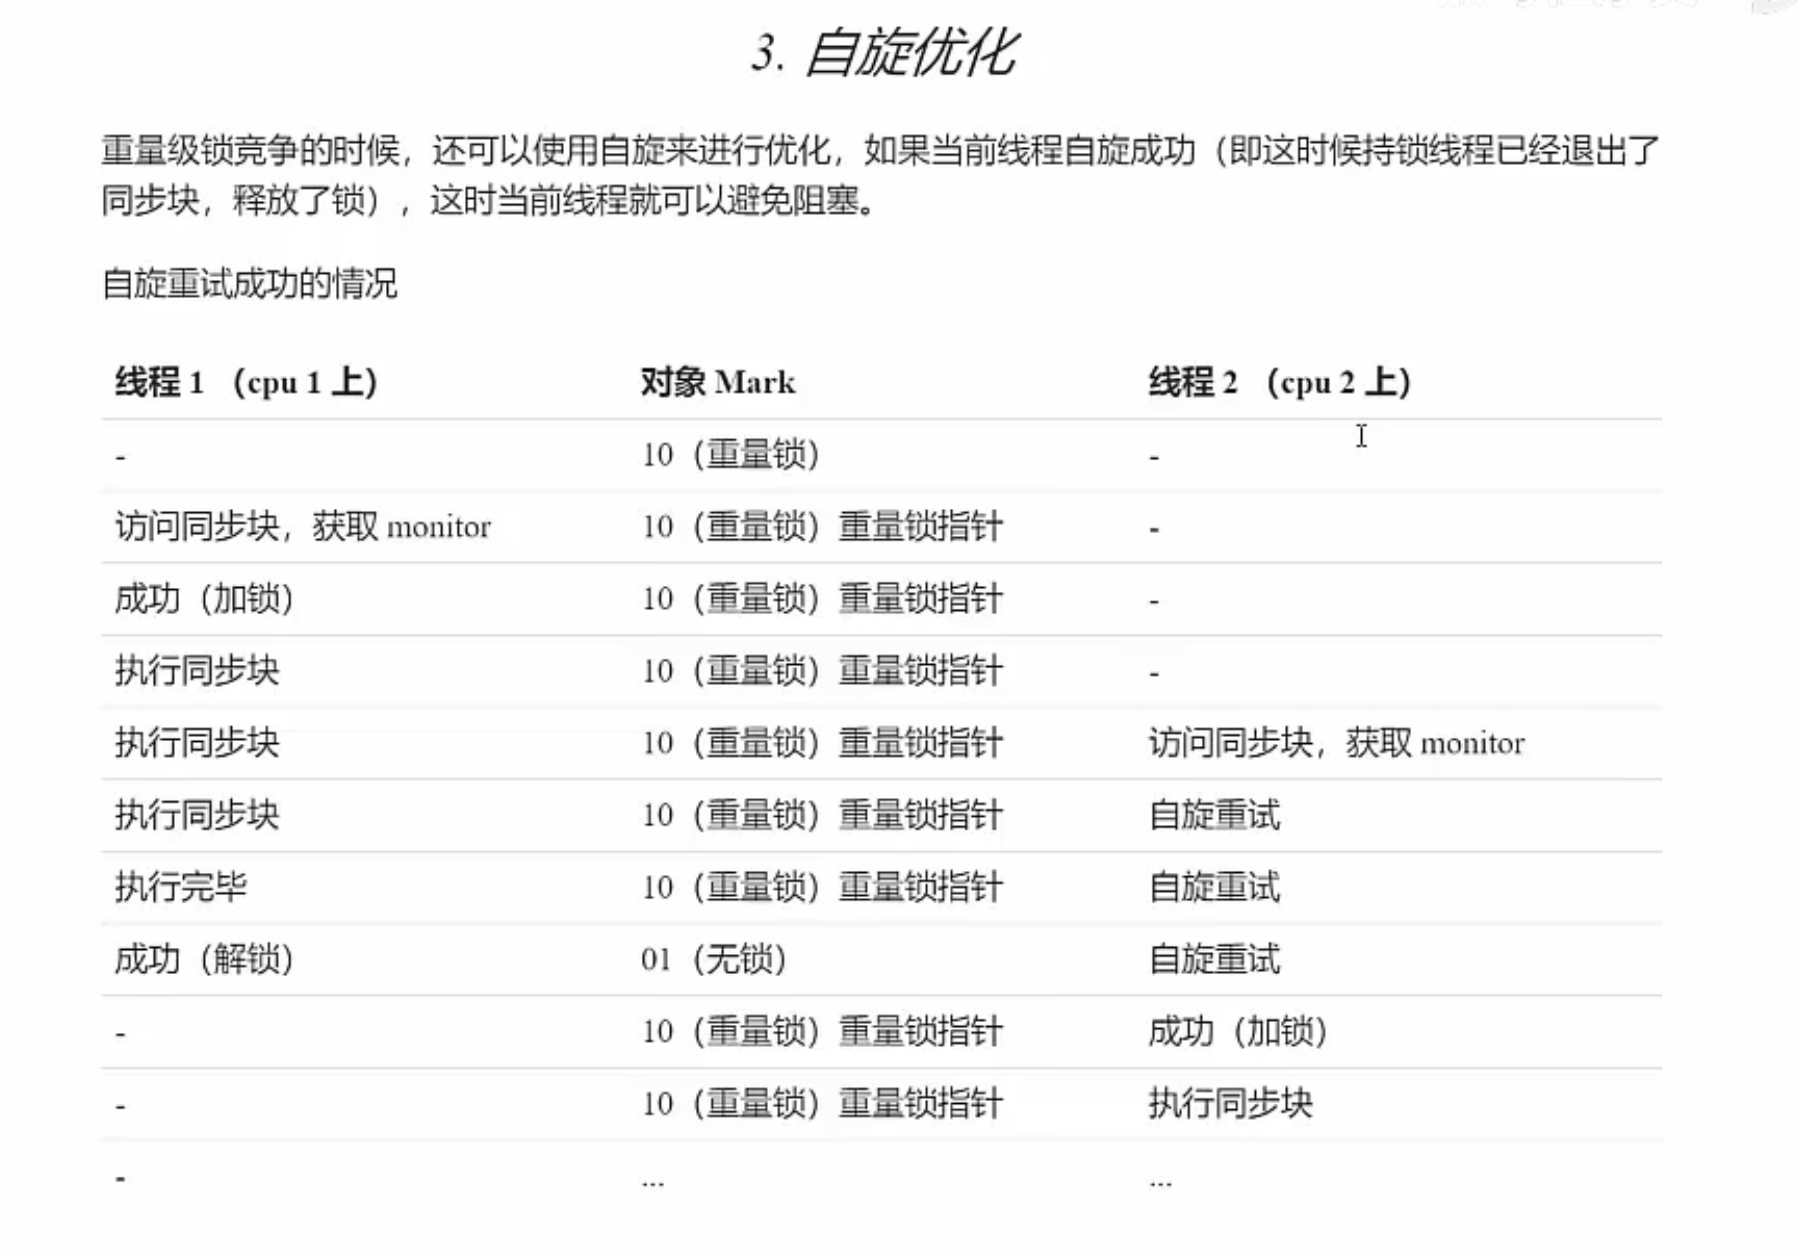 3. 自旋优化
重量级锁竞争的时候，还可以使用自旋来进行优化，如果当前线程自旋成功（即这时候持锁线程已经退出了
同步块，释放了锁），这时当前线程就可以避免阻塞。
自旋重试成功的情况
线程 1 （cpu 1 上） 对象 Mark 线程 2 （cpu 2 上）
- 10（重量锁） -
访问同步块，获取 monitor 10（重量锁）重量锁指针 -
成功（加锁） 10（重量锁）重量锁指针 -
执行同步块 10（重量锁）重量锁指针 -
执行同步块 10（重量锁）重量锁指针 访问同步块，获取 monitor
执行同步块 10（重量锁）重量锁指针 自旋重试
执行完毕 10（重量锁）重量锁指针 自旋重试
成功（解锁） 01（无锁） 自旋重试
- 10（重量锁）重量锁指针 成功（加锁）
- 10（重量锁）重量锁指针 执行同步块
- ... ...